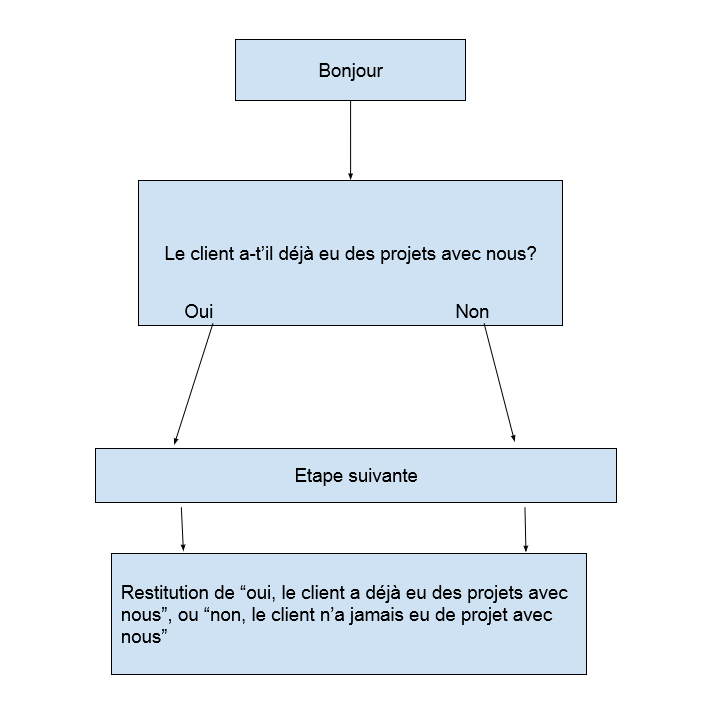 Bonjour
Le client a-t’il déjà eu des projets avec nous?
Oui
Non
Etape suivante
Restitution de “oui, le client a déjà eu des projets avec
nous”, ou “non, le client n’a jamais eu de projet avec
nous”